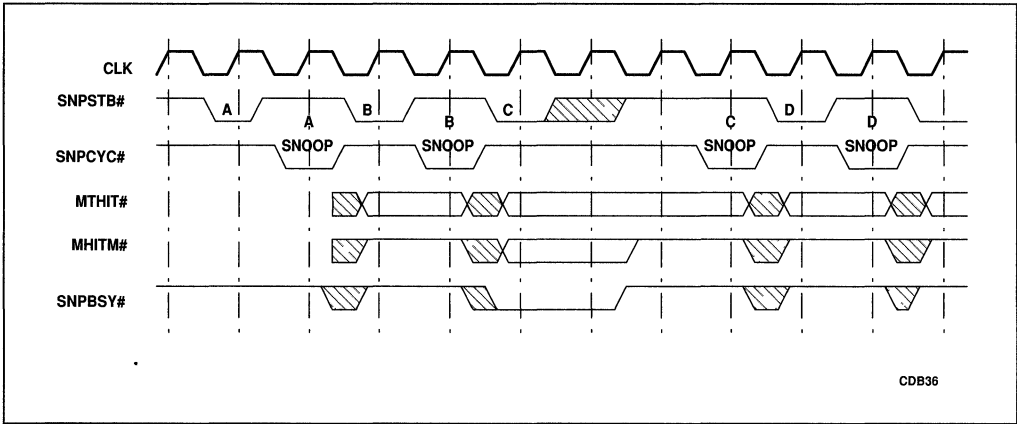 CLK
SNPSTB#
A
B
C
D
A
B
C
D
SNPCYC#
SNOOP
SNOOP
SNOOP
SNOOP
MTHIT#
MHITM#
SNPBSY#
CDB36